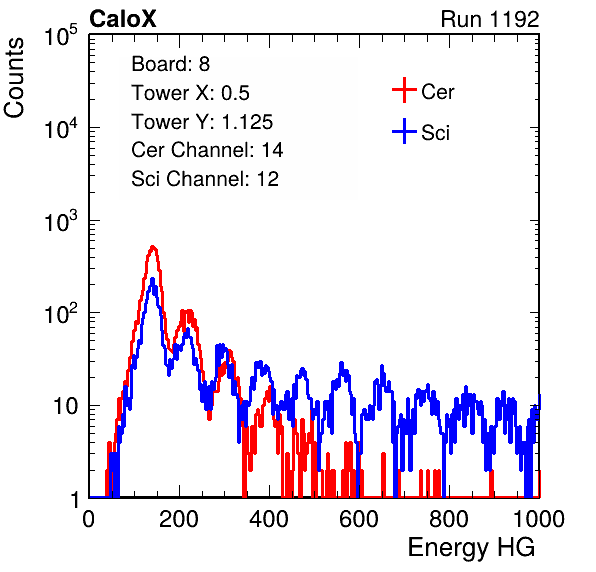 CaloX Run 1192
Counts
10^5
10^4
10^3
10^2
10
1
Board: 8
Tower X: 0.5
Tower Y: 1.125
Cer Channel: 14
Sci Channel: 12
Cer
Sci
0 200 400 600 800 1000
Energy HG